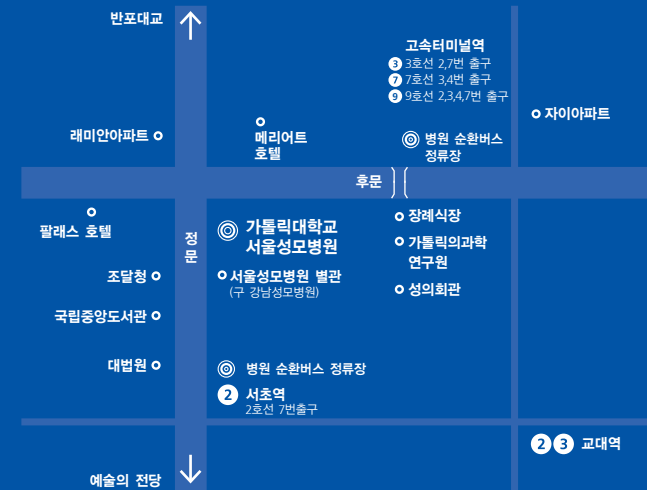 반포대교
고속터미널역
3 3호선 2,7번 출구
7 7호선 3,4번 출구
9 9호선 2,3,4,7번 출구
자이아파트
래미안아파트
메리어트
호텔
병원 순환버스
정류장
후문
팔래스 호텔
정
문
가톨릭대학교
서울성모병원
장례식장
가톨릭의과학
연구원
조달청
서울성모병원 별관
(구 강남성모병원)
성의회관
국립중앙도서관
대법원
병원 순환버스 정류장
2 서초역
2호선 7번출구
2 3 교대역
예술의 전당